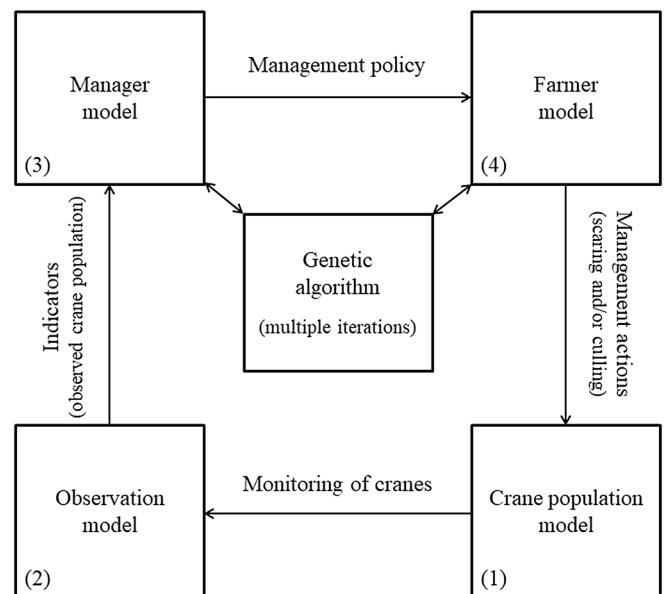 Manager
model
(3)
Management policy
Farmer
model
(4)
Genetic
algorithm
(multiple iterations)
Indicators
(observed crane population)
Management actions
(scaring and/or culling)
Observation
model
(2)
Monitoring of cranes
Crane population
model
(1)